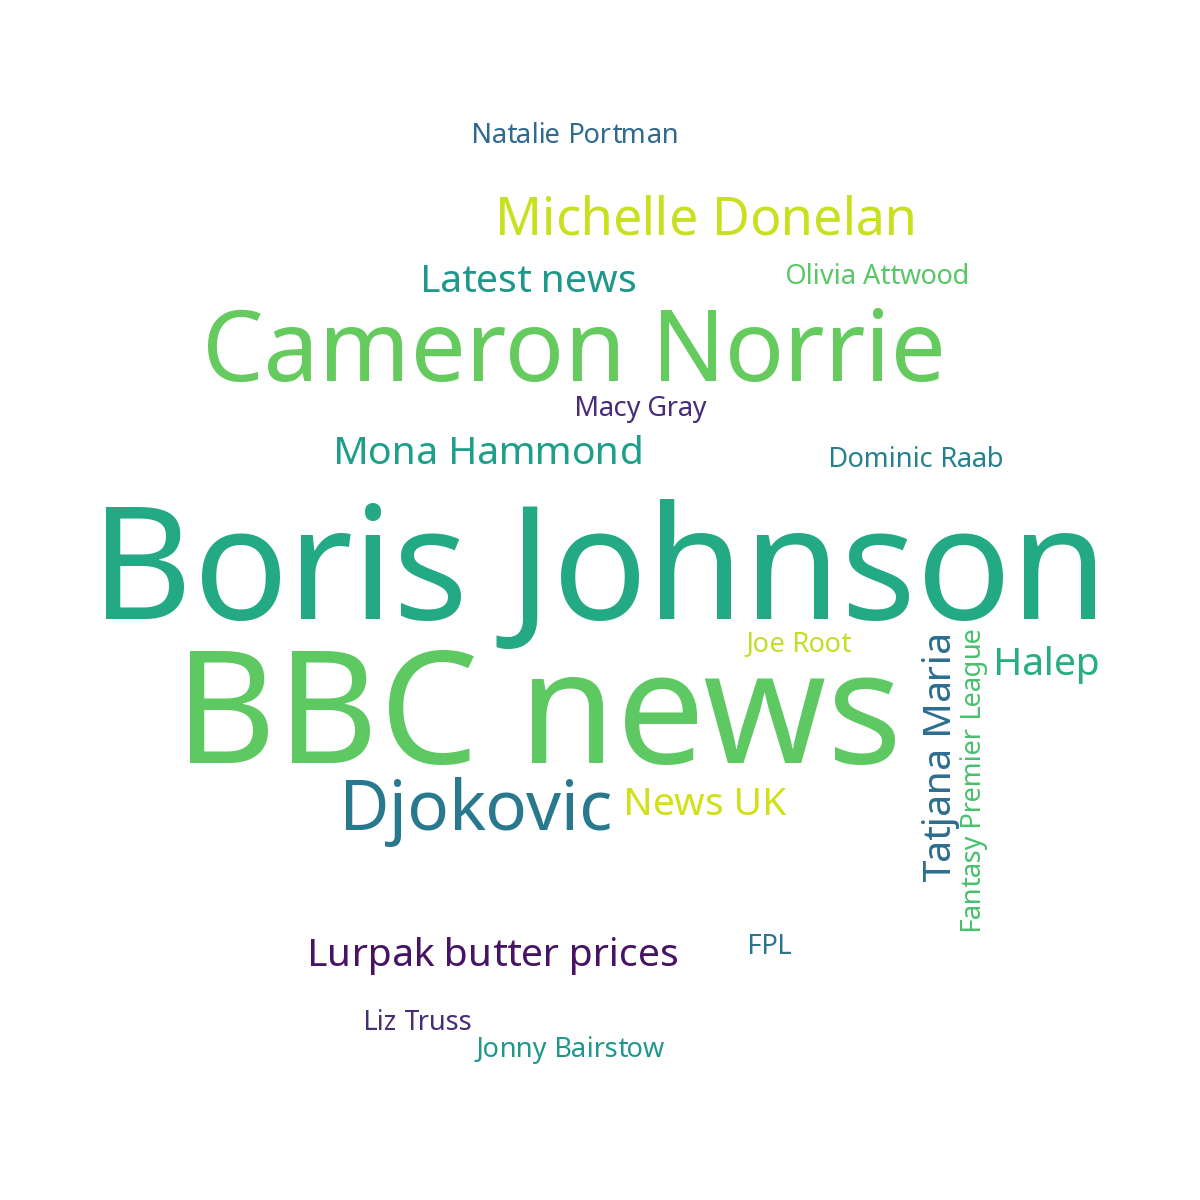 Natalie Portman
Michelle Donelan
Latest news
Olivia Attwood
Cameron Norrie
Macy Gray
Mona Hammond
Dominic Raab
Boris Johnson
Joe Root
BBC news
Tatjana Maria
Fantasy Premier League
Halep
Djokovic
News UK
Lurpak butter prices
FPL
Liz Truss
Jonny Bairstow